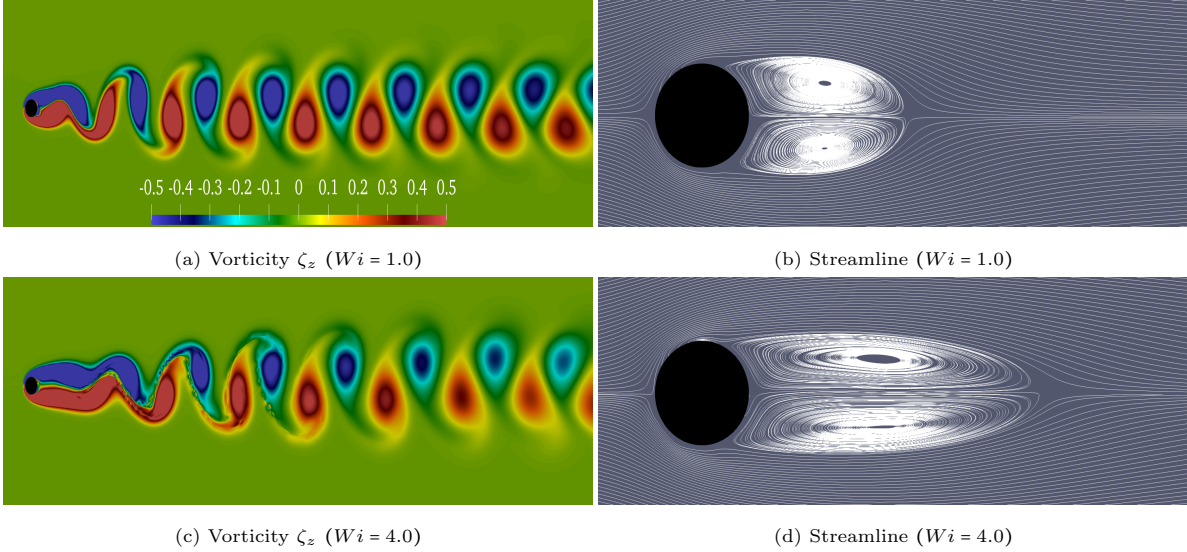 -0.5 -0.4 -0.3 -0.2 -0.1 0 0.1 0.2 0.3 0.4 0.5
(a) Vorticity ζz (Wi = 1.0)
(b) Streamline (Wi = 1.0)
(c) Vorticity ζz (Wi = 4.0)
(d) Streamline (Wi = 4.0)